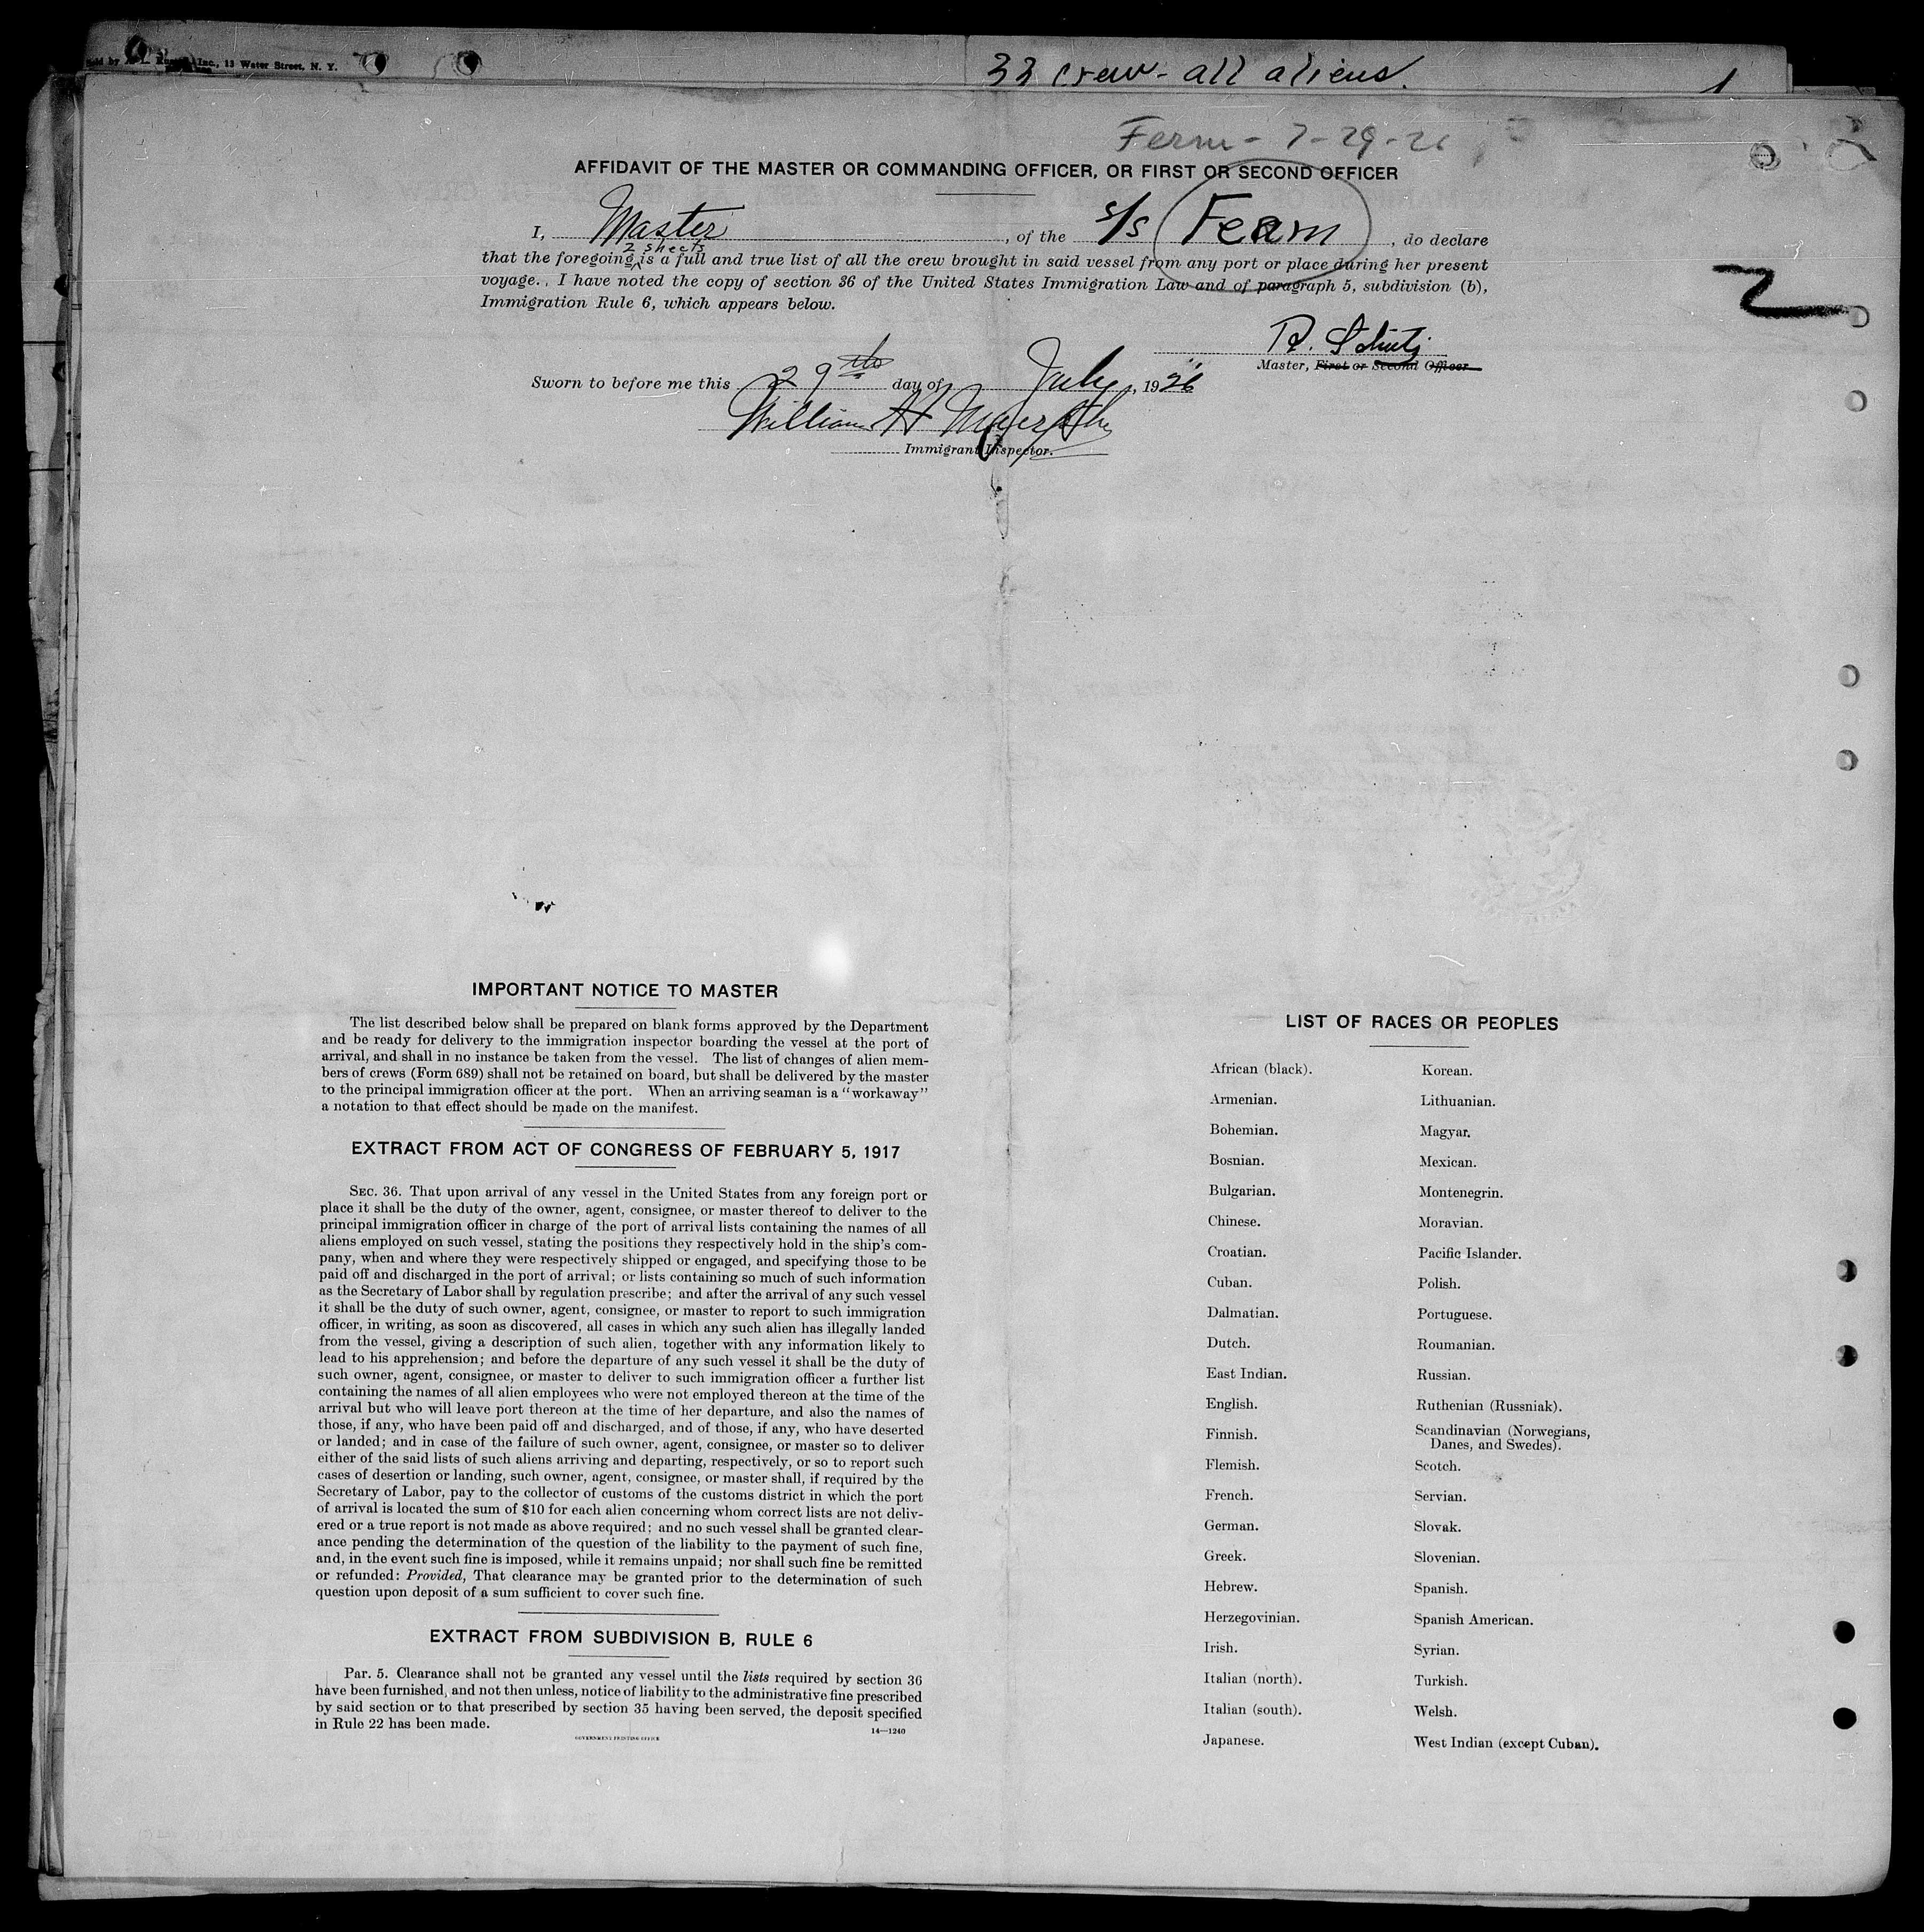 Inc., 13 Water Street, N. Y.
33 crew - all aliens.
Ferm - 7-29-26
AFFIDAVIT OF THE MASTER OR COMMANDING OFFICER, OR FIRST OR SECOND OFFICER
I, Master, of the s/s Ferm, do declare
2 sheets
that the foregoing is a full and true list of all the crew brought in said vessel from any port or place during her present
voyage. I have noted the copy of section 36 of the United States Immigration Law and of paragraph 5, subdivision (b),
Immigration Rule 6, which appears below.
2
Master, First or Second Officer
Sworn to before me this 29th day of July, 1926
William H
Immigrant Inspector.
IMPORTANT NOTICE TO MASTER
The list described below shall be prepared on blank forms approved by the Department
and be ready for delivery to the immigration inspector boarding the vessel at the port of
arrival, and shall in no instance be taken from the vessel. The list of changes of alien mem-
bers of crews (Form 689) shall not be retained on board, but shall be delivered by the master
to the principal immigration officer at the port. When an arriving seaman is a "workaway"
a notation to that effect should be made on the manifest.
EXTRACT FROM ACT OF CONGRESS OF FEBRUARY 5, 1917
SEC. 36. That upon arrival of any vessel in the United States from any foreign port or
place it shall be the duty of the owner, agent, consignee, or master thereof to deliver to the
principal immigration officer in charge of the port of arrival lists containing the names of all
aliens employed on such vessel, stating the positions they respectively hold in the ship's com-
pany, when and where they were respectively shipped or engaged, and specifying those to be
paid off and discharged in the port of arrival; or lists containing so much of such information
as the Secretary of Labor shall by regulation prescribe; and after the arrival of any such vessel
it shall be the duty of such owner, agent, consignee, or master to report to such immigration
officer, in writing, as soon as discovered, all cases in which any such alien has illegally landed
from the vessel, giving a description of such alien, together with any information likely to
lead to his apprehension; and before the departure of any such vessel it shall be the duty of
such owner, agent, consignee, or master to deliver to such immigration officer a further list
containing the names of all alien employees who were not employed thereon at the time of the
arrival but who will leave port thereon at the time of her departure, and also the names of
those, if any, who have been paid off and discharged, and of those, if any, who have deserted
or landed; and in case of the failure of such owner, agent, consignee, or master so to deliver
either of the said lists of such aliens arriving and departing, respectively, or so to report such
cases of desertion or landing, such owner, agent, consignee, or master shall, if required by the
Secretary of Labor, pay to the collector of customs of the customs district in which the port
of arrival is located the sum of $10 for each alien concerning whom correct lists are not deliv-
ered or a true report is not made as above required; and no such vessel shall be granted clear-
ance pending the determination of the question of the liability to the payment of such fine,
and, in the event such fine is imposed, while it remains unpaid; nor shall such fine be remitted
or refunded: Provided, That clearance may be granted prior to the determination of such
question upon deposit of a sum sufficient to cover such fine.
EXTRACT FROM SUBDIVISION B, RULE 6
Par. 5. Clearance shall not be granted any vessel until the lists required by section 36
have been furnished, and not then unless, notice of liability to the administrative fine prescribed
by said section or to that prescribed by section 35 having been served, the deposit specified
in Rule 22 has been made.
14—1240
GOVERNMENT PRINTING OFFICE
LIST OF RACES OR PEOPLES
African (black).
Armenian.
Bohemian.
Bosnian.
Bulgarian.
Chinese.
Croatian.
Cuban.
Dalmatian.
Dutch.
East Indian.
English.
Finnish.
Flemish.
French.
German.
Greek.
Hebrew.
Herzegovinian.
Irish.
Italian (north).
Italian (south).
Japanese.
Korean.
Lithuanian.
Magyar.
Mexican.
Montenegrin.
Moravian.
Pacific Islander.
Polish.
Portuguese.
Roumanian.
Russian.
Ruthenian (Russniak).
Scandinavian (Norwegians,
Danes, and Swedes).
Scotch.
Servian.
Slovak.
Slovenian.
Spanish.
Spanish American.
Syrian.
Turkish.
Welsh.
West Indian (except Cuban).